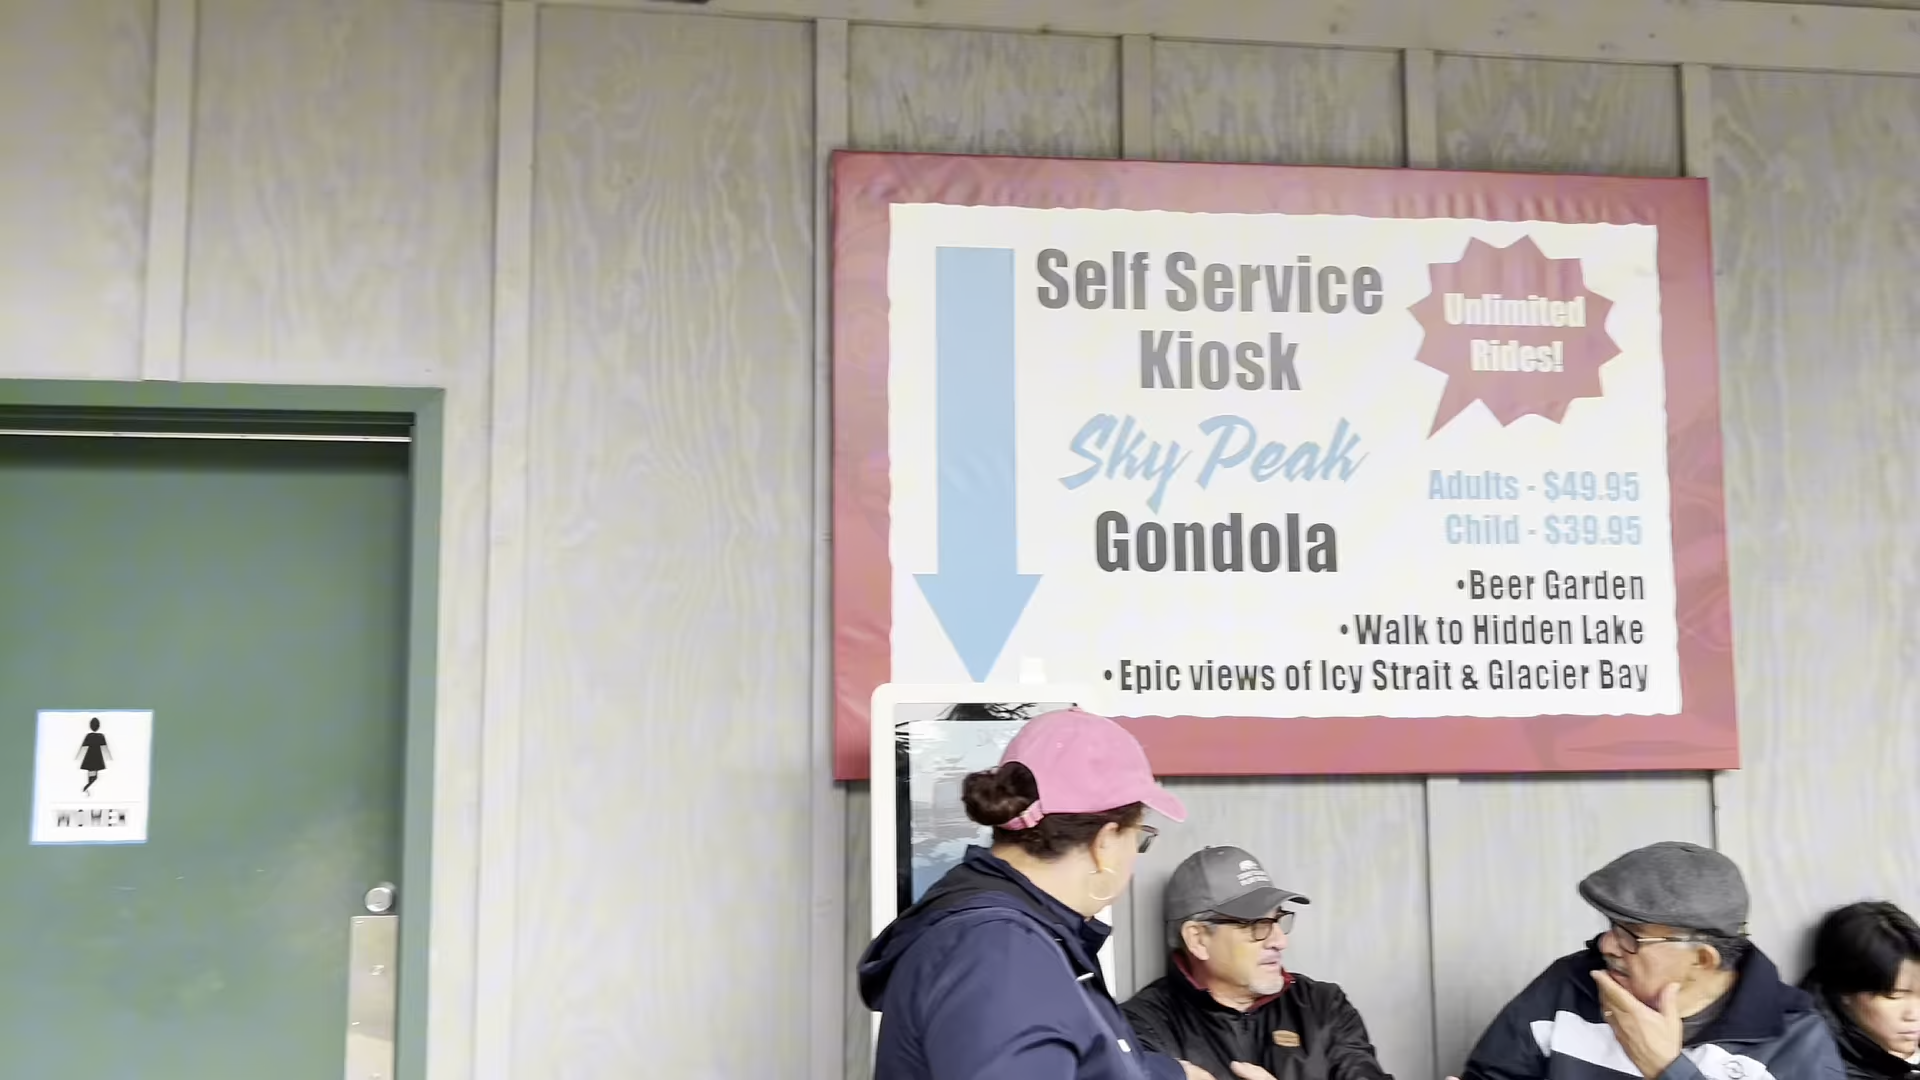 Self Service
Kiosk
Sky Peak
Gondola
Unlimited
Rides!
Adults - $49.95
Child - $39.95
•Beer Garden
•Walk to Hidden Lake
•Epic views of Icy Strait & Glacier Bay
WOMEN